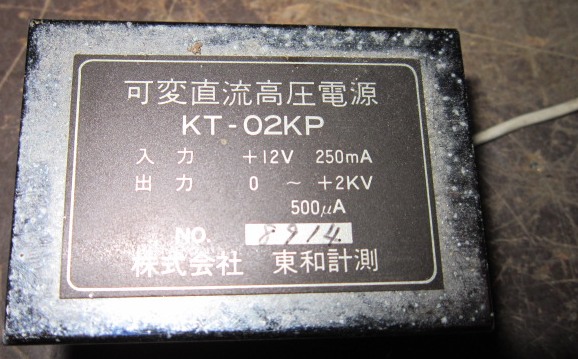 可変直流高圧電源
KT-02KP
入力 +12V 250mA
出力 0 ~ +2KV
500μA
NO. 8914
株式会社 東和計測